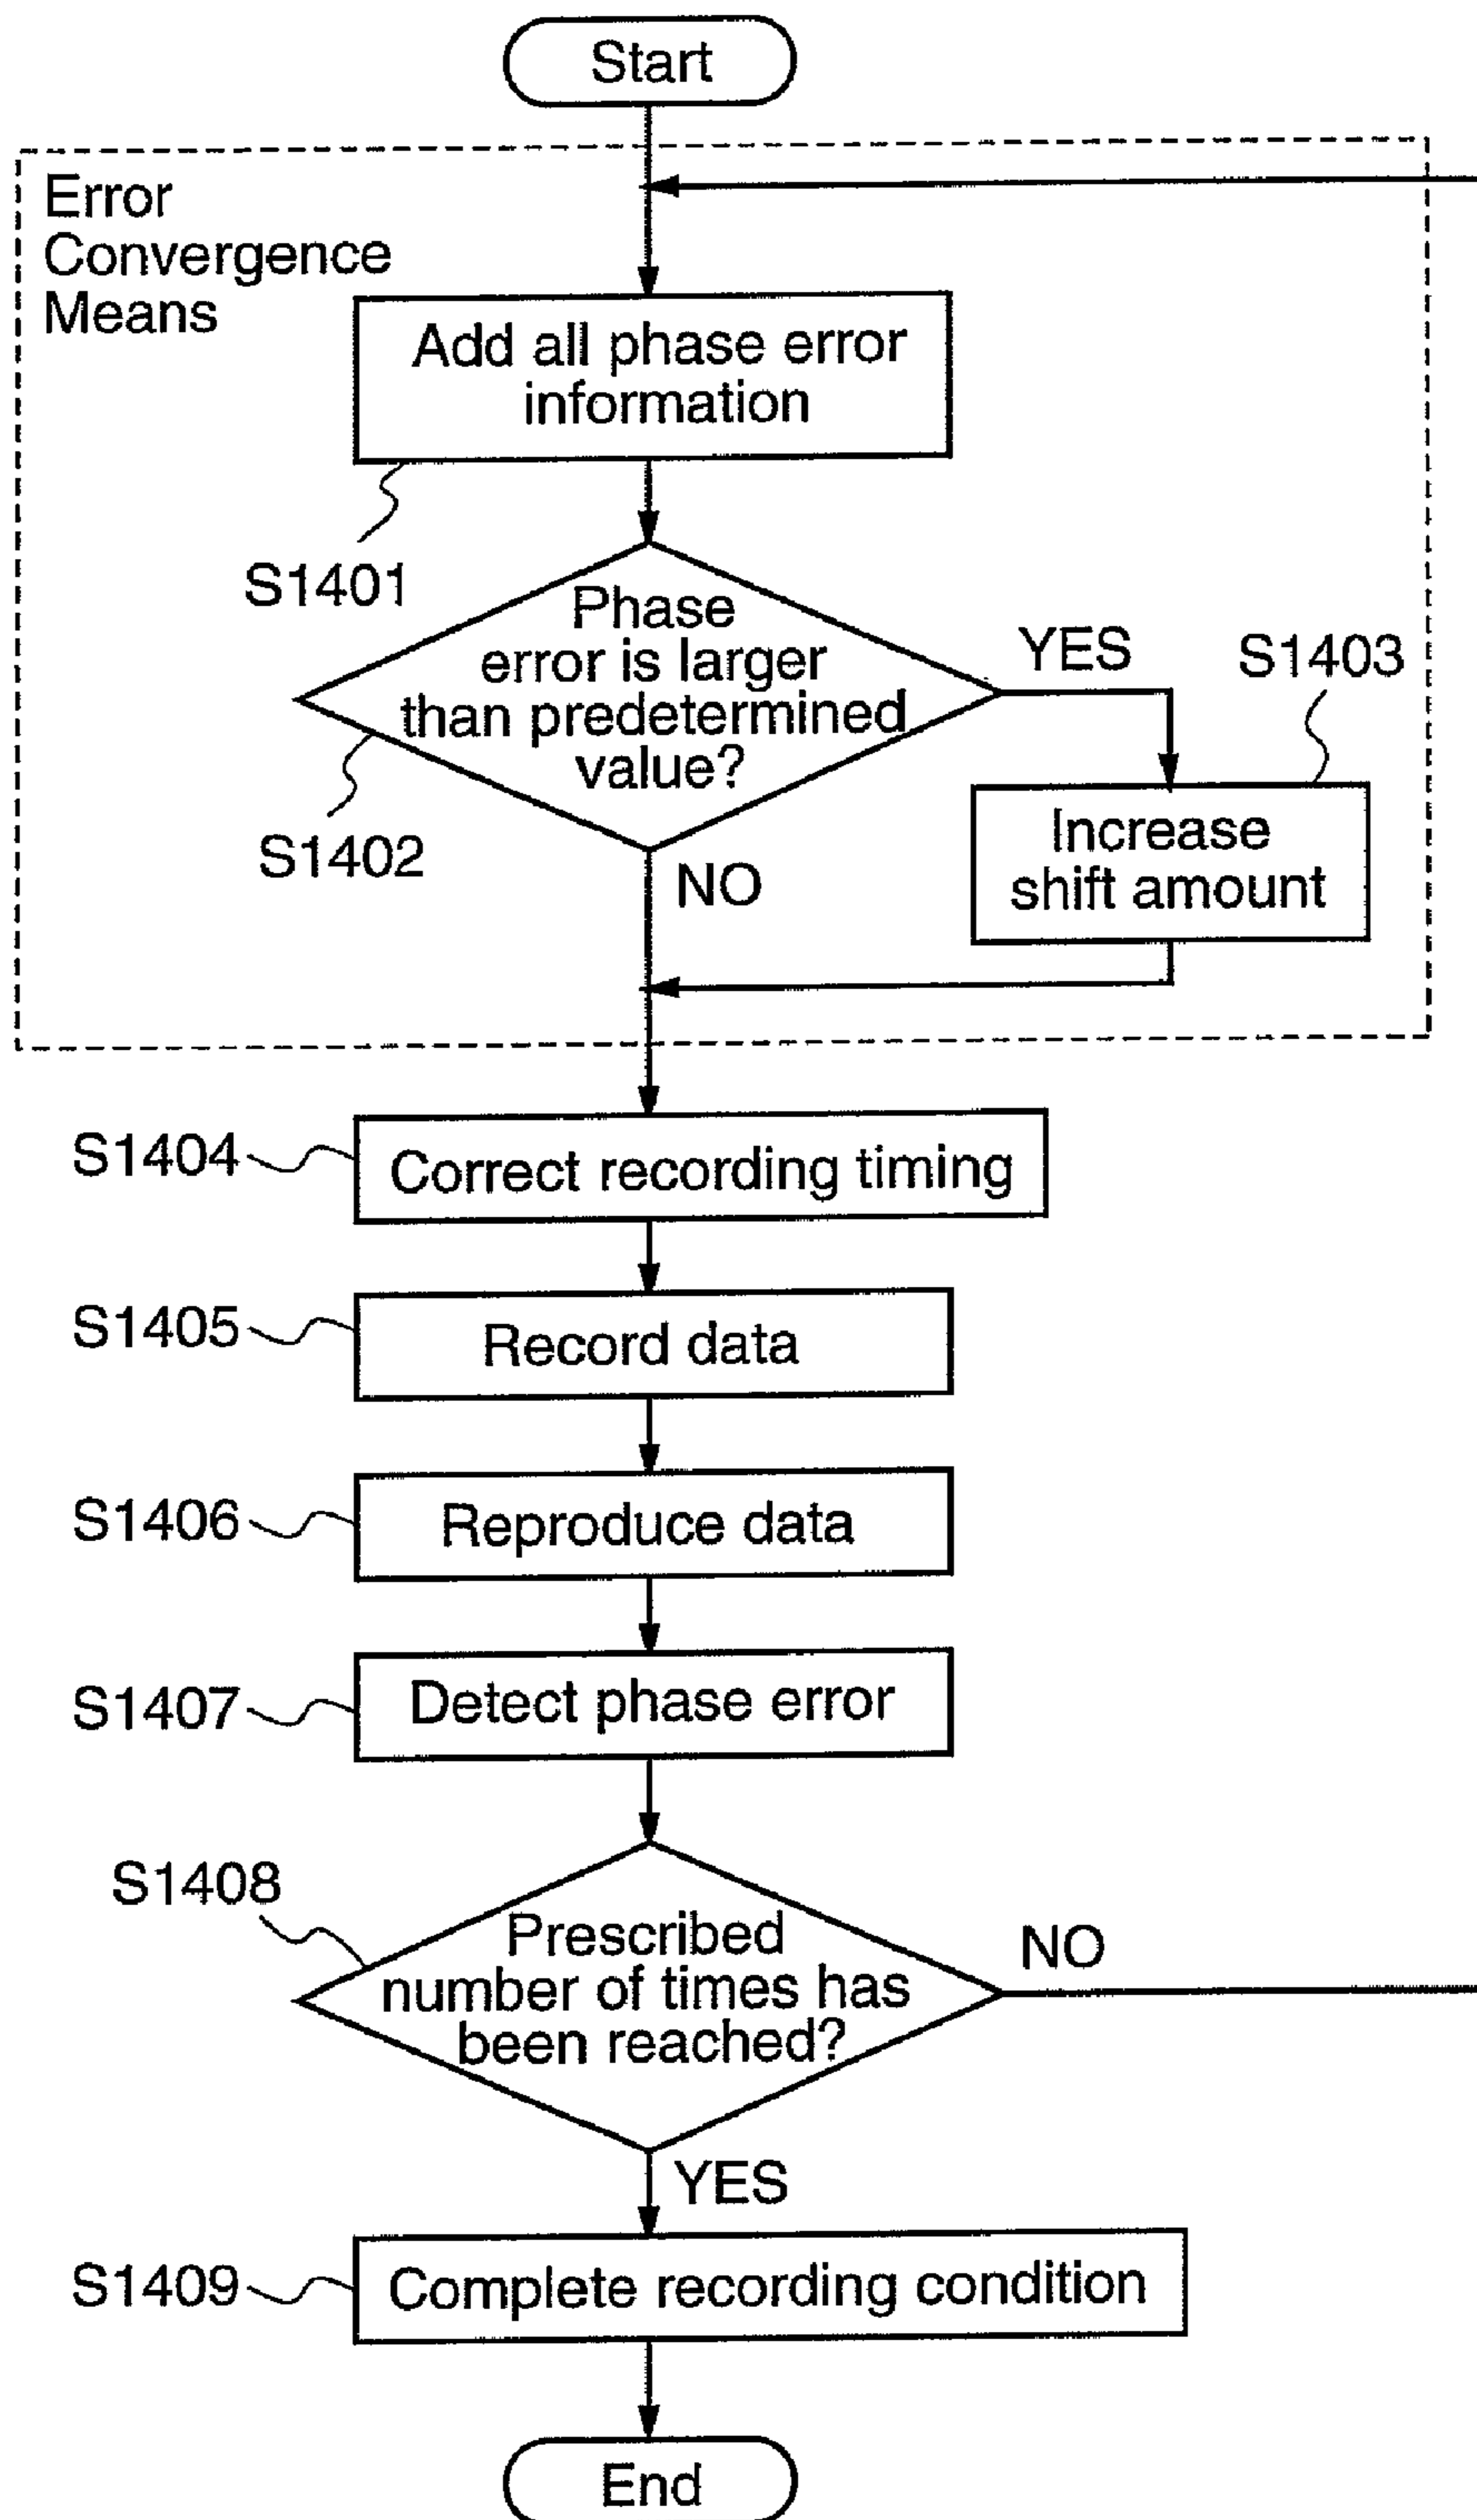 Start
Error
Convergence
Means
Add all phase error
information
S1401
Phase
error is larger
than predetermined
value?
YES
S1403
S1402
NO
Increase
shift amount
S1404
Correct recording timing
S1405
Record data
S1406
Reproduce data
S1407
Detect phase error
S1408
Prescribed
number of times has
been reached?
NO
YES
S1409
Complete recording condition
End